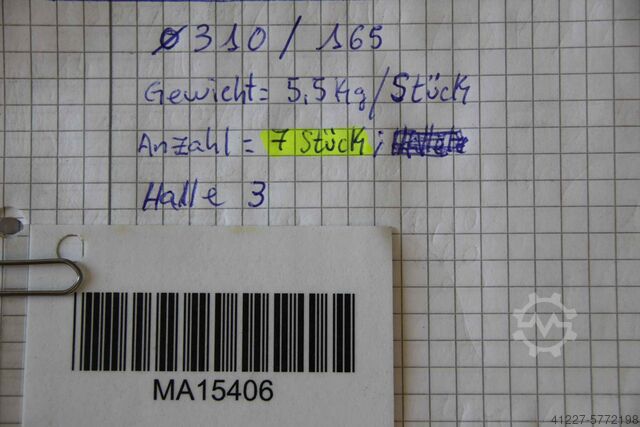 ø310 / 165
Gewicht = 5,5 Kg / Stück
Anzahl = 7 Stück ;
Halle 3
MA15406
41227-5772198